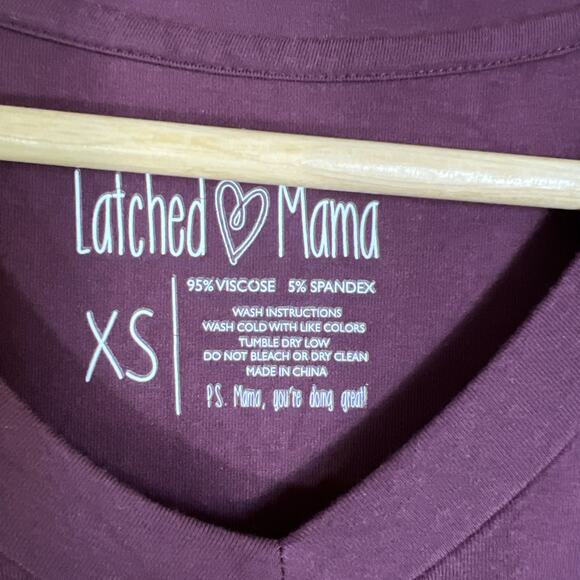 Latched Mama
95% VISCOSE 5% SPANDEX
XS
WASH INSTRUCTIONS
WASH COLD WITH LIKE COLORS
TUMBLE DRY LOW
DO NOT BLEACH OR DRY CLEAN
MADE IN CHINA
P.S. Mama, you're doing great!